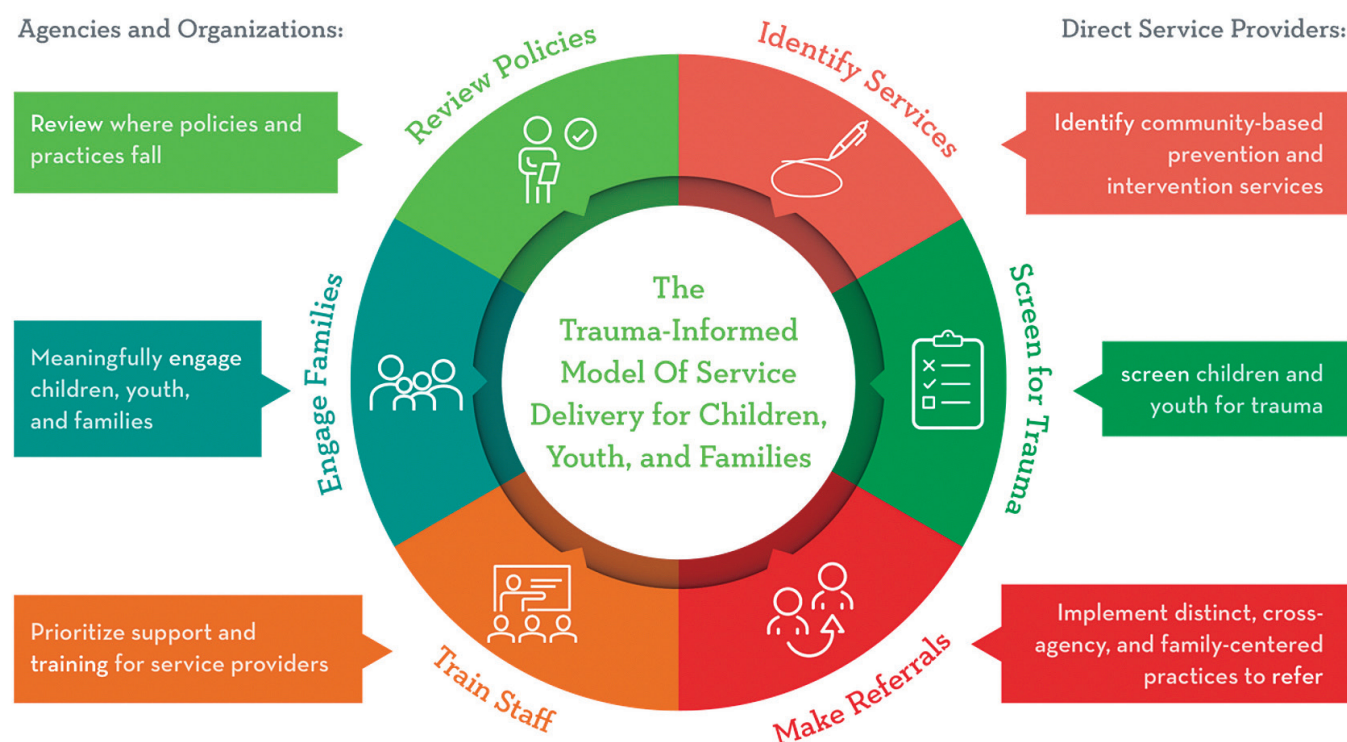 Agencies and Organizations:
Direct Service Providers:
Review Policies
Identify Services
Review where policies and
practices fall
Identify community-based
prevention and
intervention services
Engage Families
Screen for Trauma
The
Trauma-Informed
Model Of Service
Delivery for Children,
Youth, and Families
Meaningfully engage
children, youth,
and families
screen children and
youth for trauma
Prioritize support and
training for service providers
Implement distinct, cross-
agency, and family-centered
practices to refer
Train Staff
Make Referrals